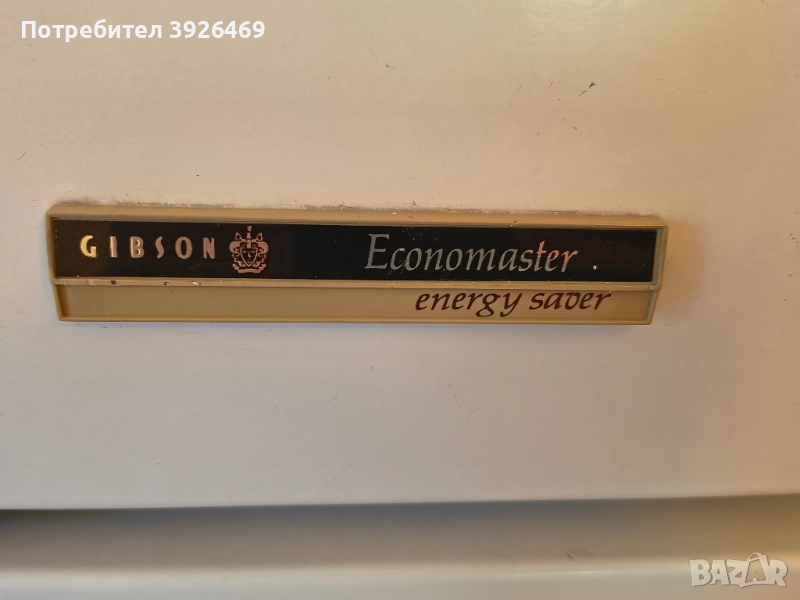 Потребител 3926469
GIBSON Economaster
energy saver
BAZAR